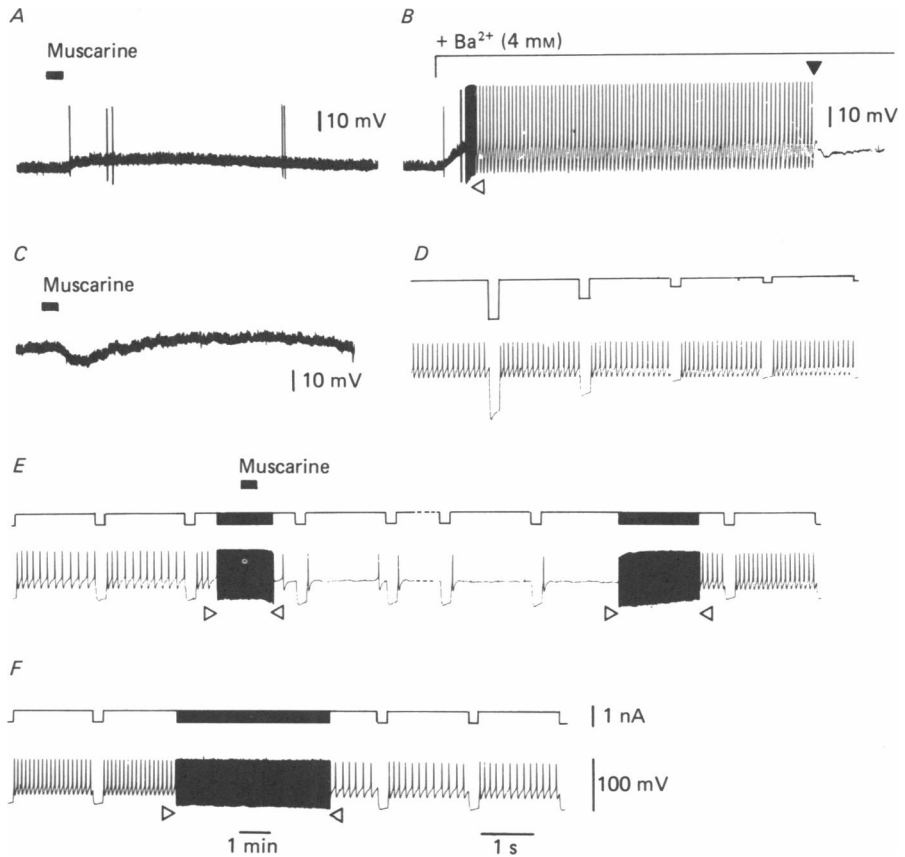 A
Muscarine
10 mV
B
+ Ba²⁺ (4 mM)
10 mV
C
Muscarine
10 mV
D
E
Muscarine
F
1 nA
100 mV
1 min
1 s